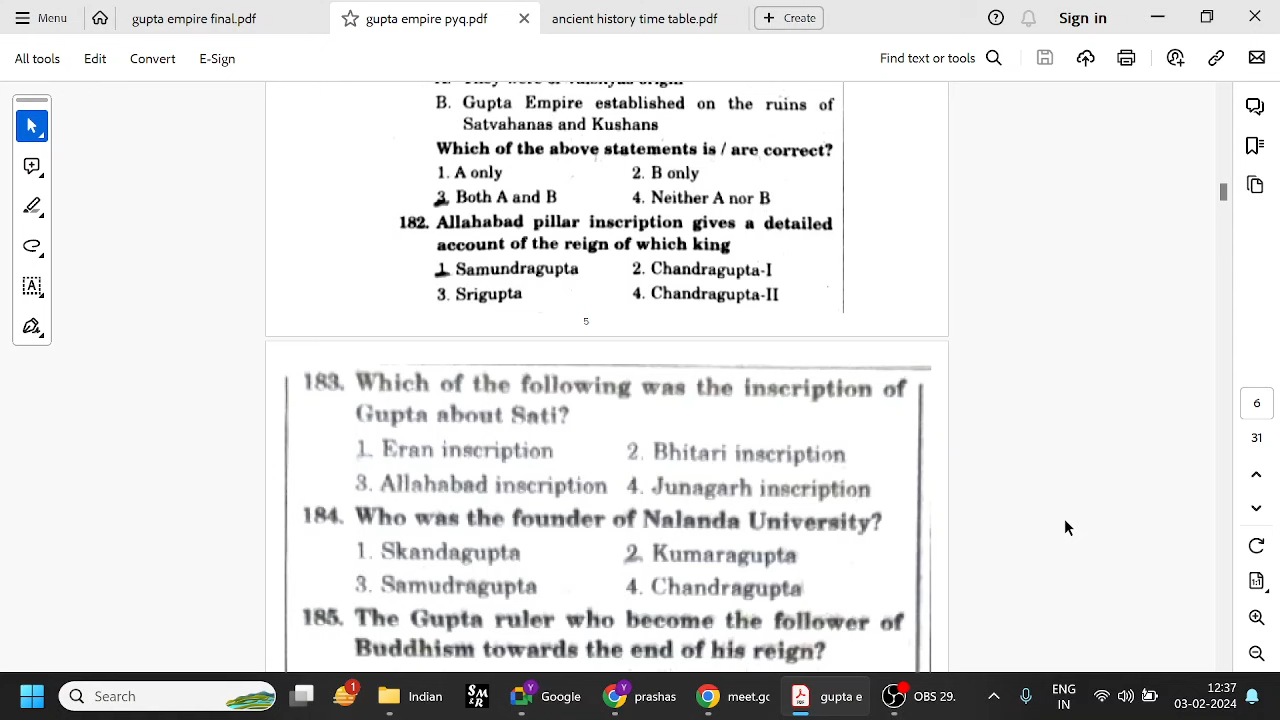 Menu
gupta empire final.pdf
gupta empire pyq.pdf
ancient history time table.pdf
Create
Sign in
All tools
Edit
Convert
E-Sign
Find text or tools
B. Gupta Empire established on the ruins of
Satvahanas and Kushans
Which of the above statements is / are correct?
1. A only 2. B only
3. Both A and B 4. Neither A nor B
182. Allahabad pillar inscription gives a detailed
account of the reign of which king
1. Samundragupta 2. Chandragupta-I
3. Srigupta 4. Chandragupta-II
5
183. Which of the following was the inscription of
Gupta about Sati?
1. Eran inscription 2. Bhitari inscription
3. Allahabad inscription 4. Junagarh inscription
184. Who was the founder of Nalanda University?
1. Skandagupta 2. Kumaragupta
3. Samudragupta 4. Chandragupta
185. The Gupta ruler who become the follower of
Buddhism towards the end of his reign?
6
31
1:1
Search
1
Indian
Google
prashas
meet.gc
gupta e
OBS 29
ENG
IN
12:37
03-02-2024